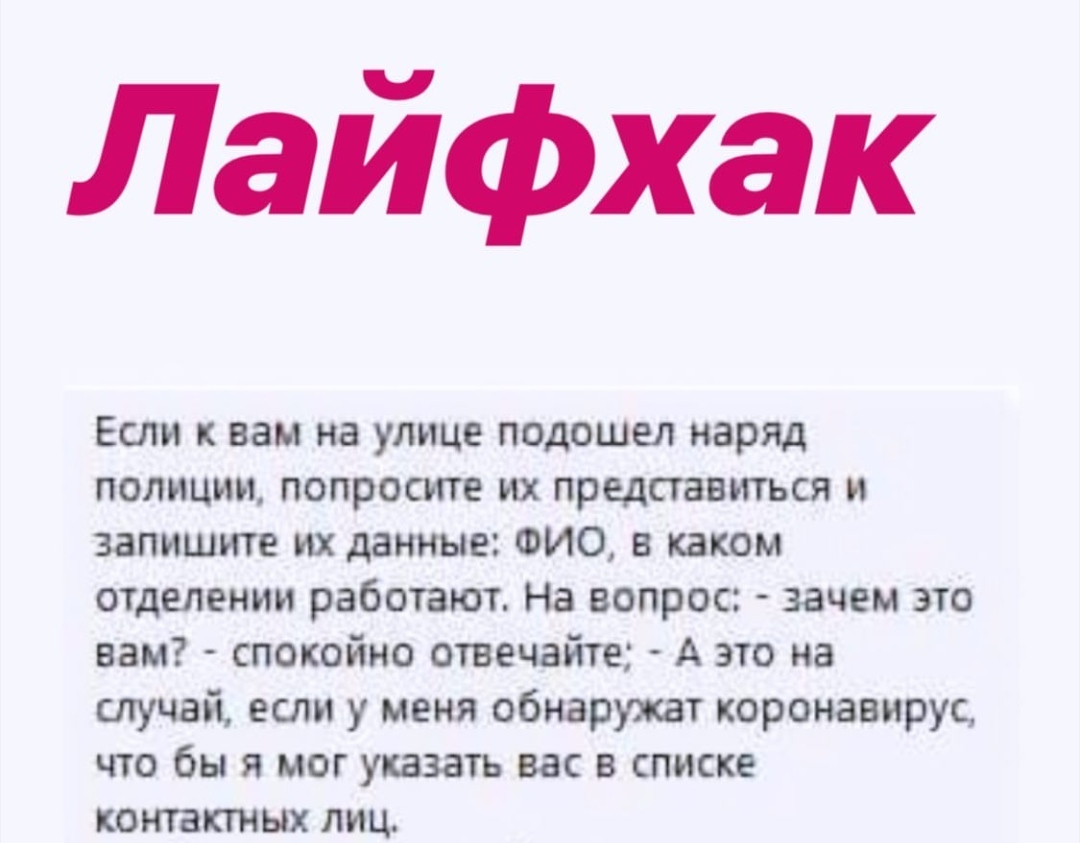 Лайфхак
Если к вам на улице подошел наряд
полиции, попросите их представиться и
запишите их данные: ФИО, в каком
отделении работают. На вопрос: - зачем это
вам? - спокойно отвечайте; - А это на
случай, если у меня обнаружат коронавирус,
что бы я мог указать вас в списке
контактных лиц.